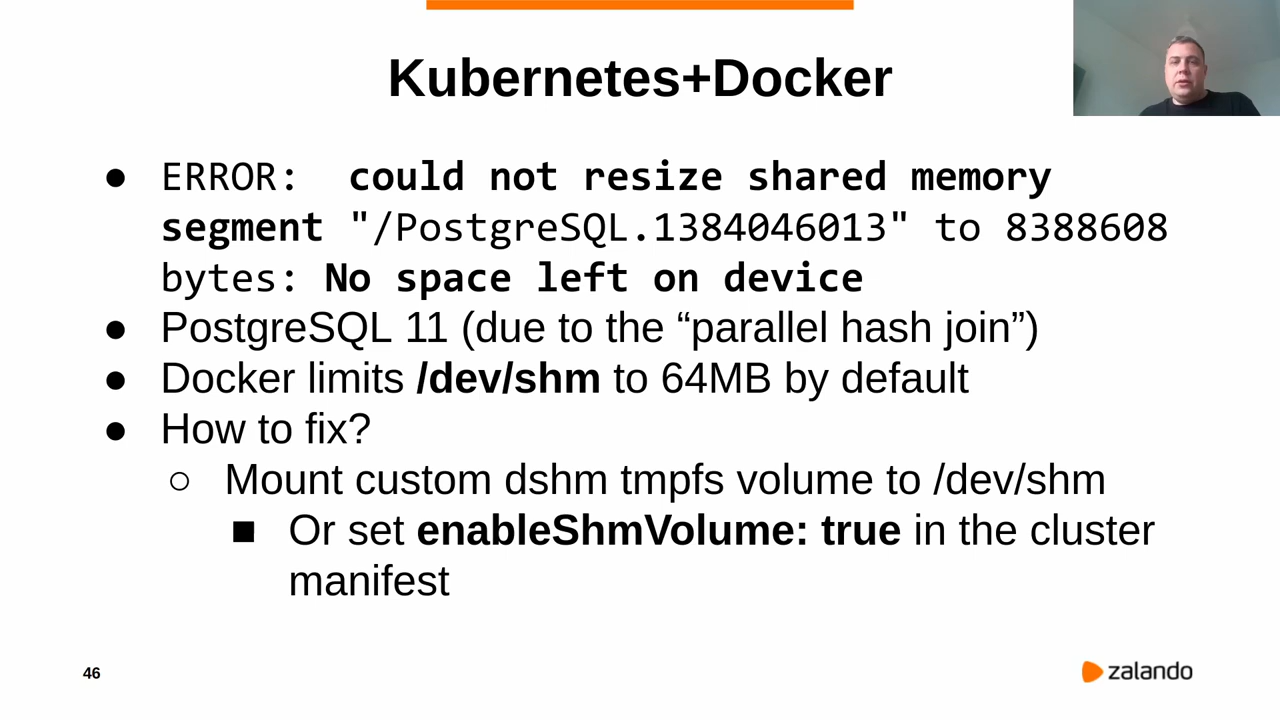 Kubernetes+Docker
● ERROR:  could not resize shared memory
segment "/PostgreSQL.1384046013" to 8388608
bytes: No space left on device
● PostgreSQL 11 (due to the “parallel hash join”)
● Docker limits /dev/shm to 64MB by default
● How to fix?
○ Mount custom dshm tmpfs volume to /dev/shm
■ Or set enableShmVolume: true in the cluster
manifest
46
zalando